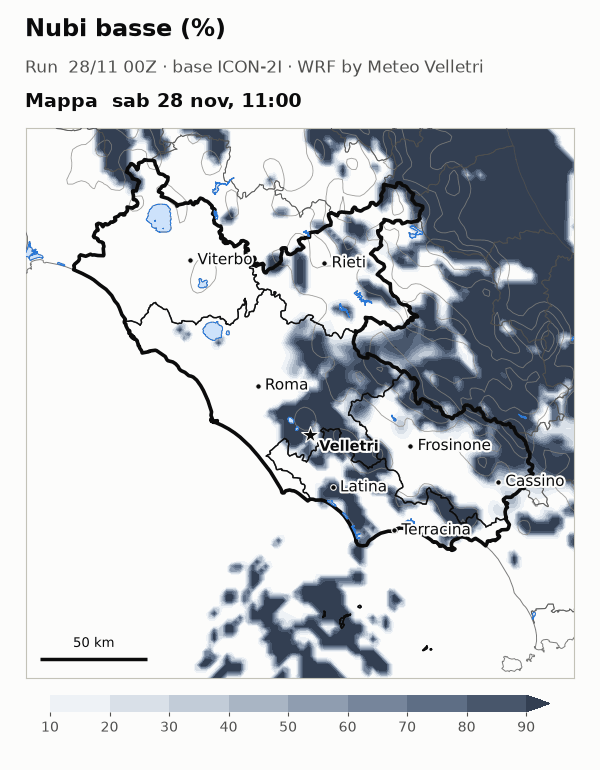 Nubi basse (%)
Run  28/11 00Z · base ICON-2I · WRF by Meteo Velletri
Mappa  sab 28 nov, 11:00
Viterbo
Rieti
Roma
Velletri
Frosinone
Latina
Cassino
Terracina
50 km
10 20 30 40 50 60 70 80 90